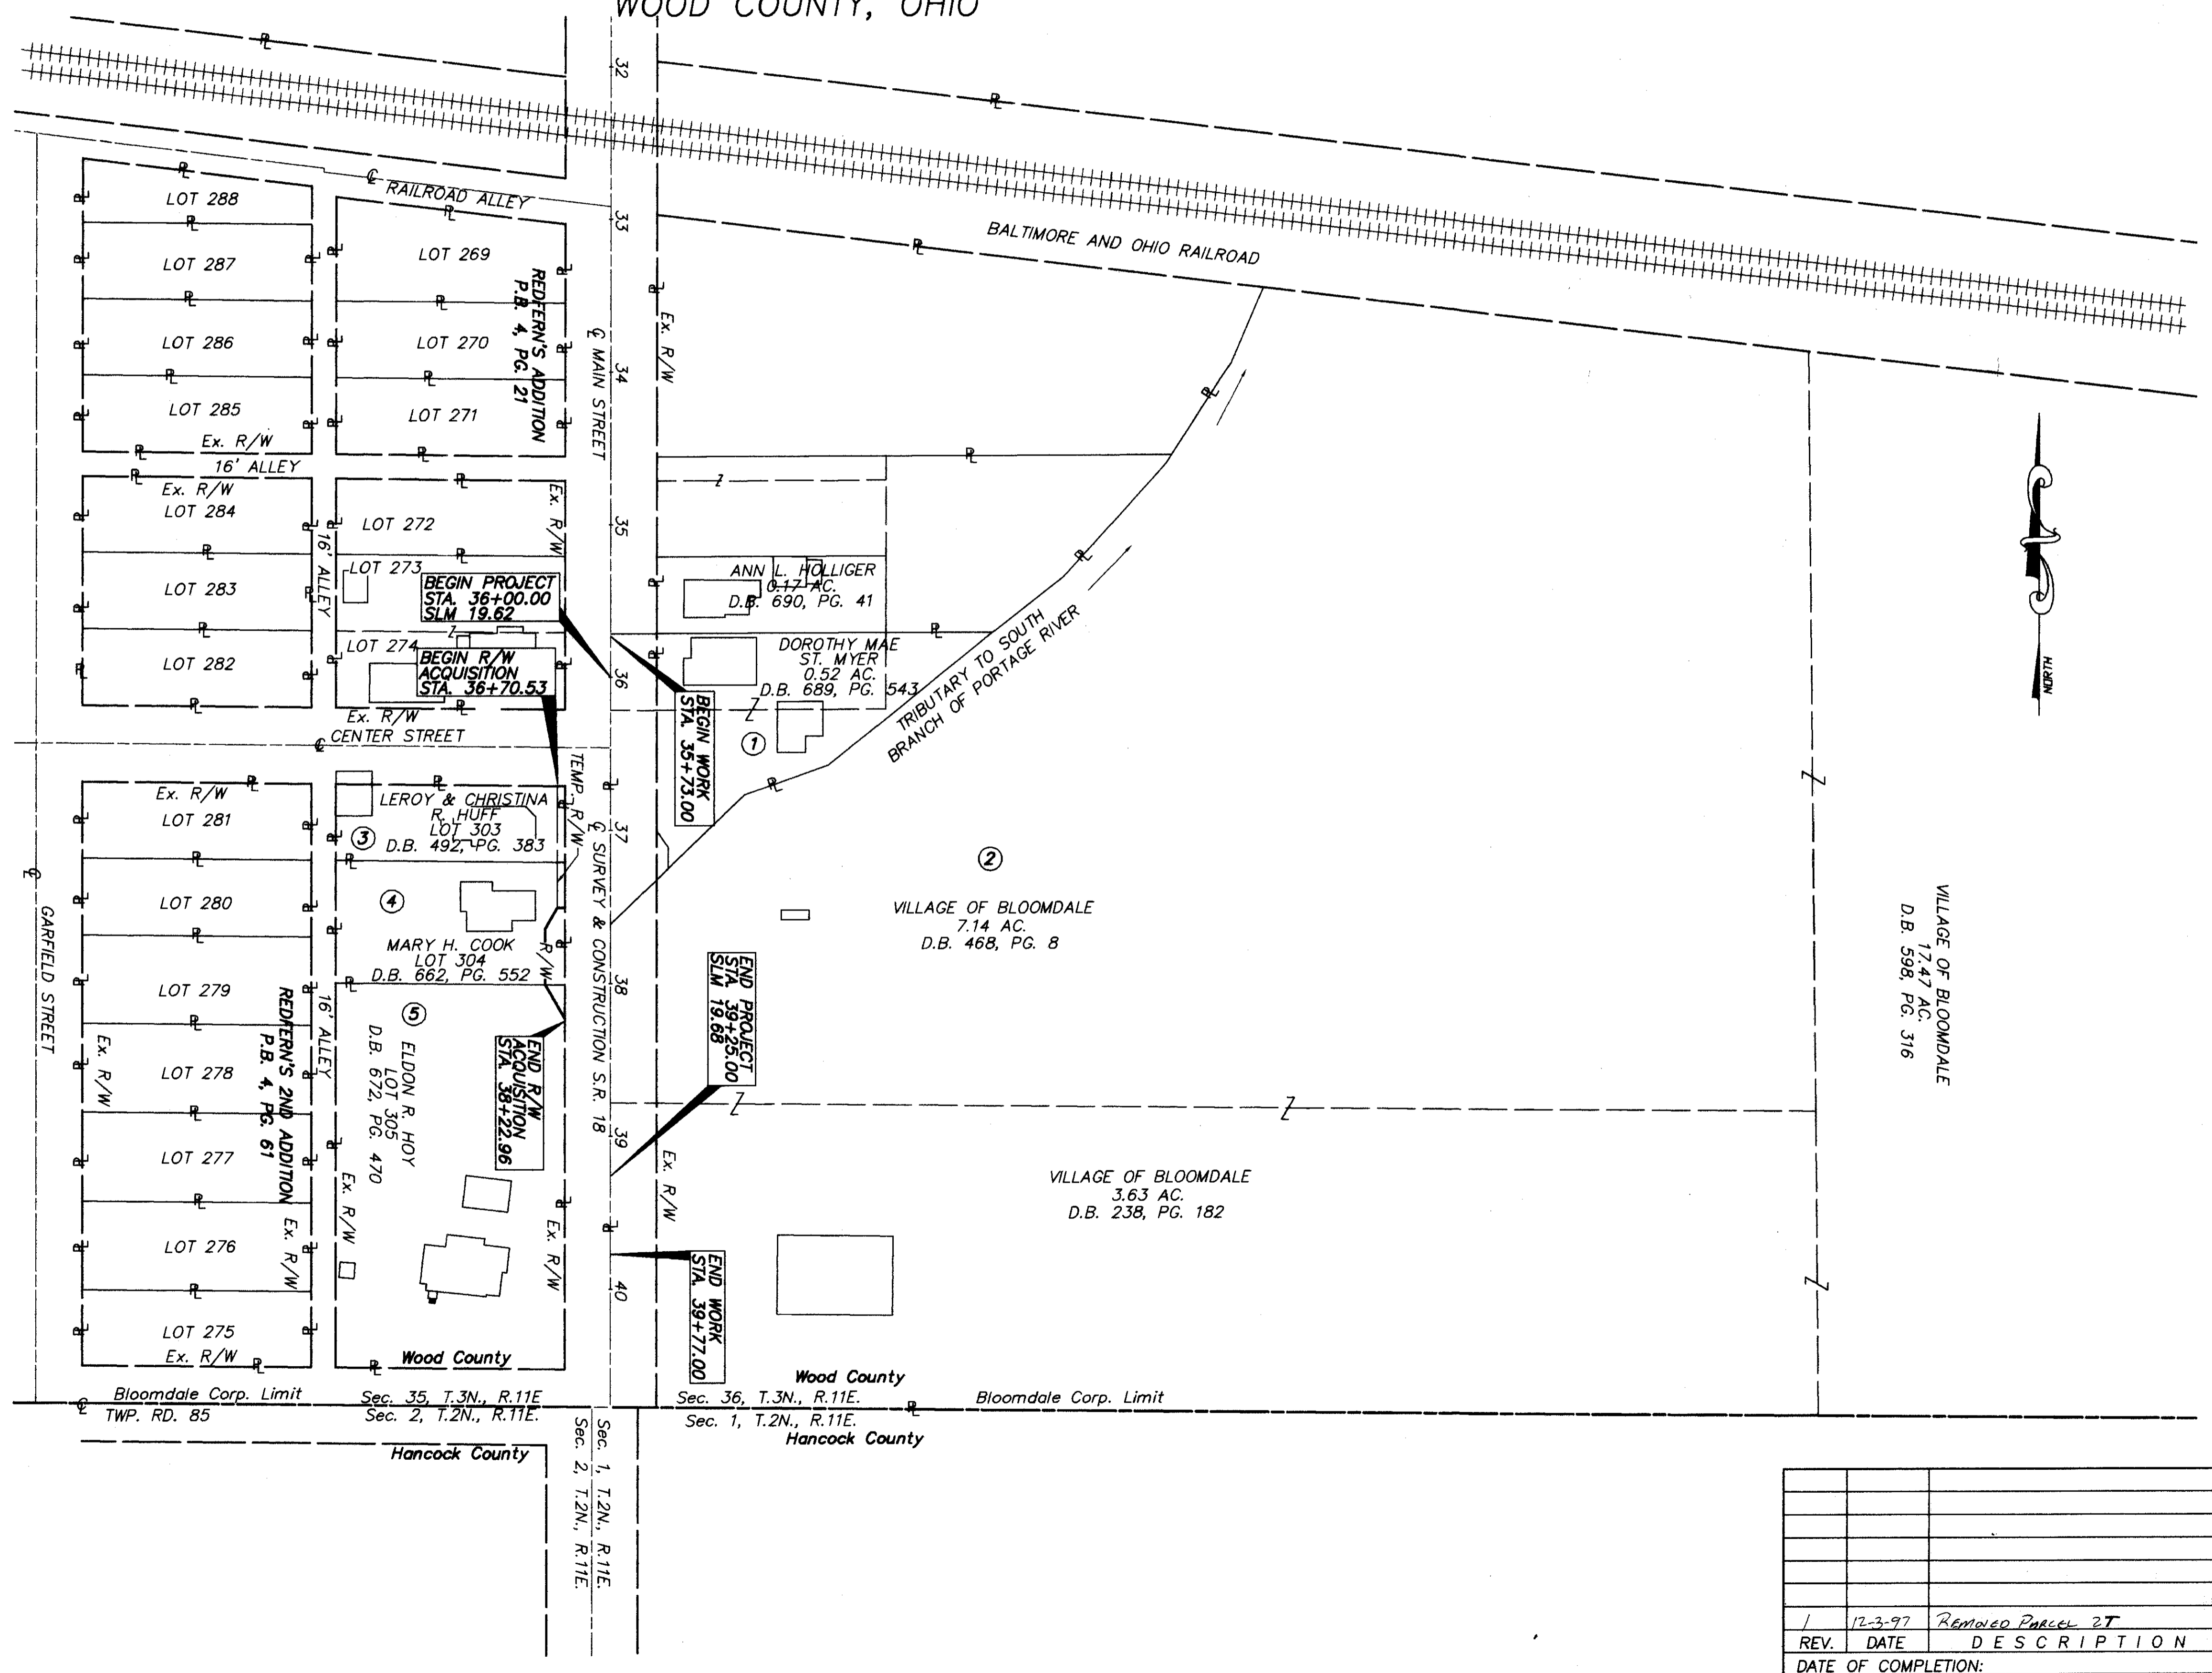 WOOD COUNTY, OHIO
32
33
34
35
36
37
38
39
40
RAILROAD ALLEY
BALTIMORE AND OHIO RAILROAD
LOT 288
LOT 287
LOT 286
LOT 285
Ex. R/W
16' ALLEY
Ex. R/W
LOT 284
LOT 283
LOT 282
LOT 269
LOT 270
LOT 271
REDFERN'S ADDITION
P.B. 4, PG. 21
LOT 272
LOT 273
LOT 274
16' ALLEY
Ex. R/W
Ex. R/W
CENTER STREET
MAIN STREET
Ex. R/W
BEGIN PROJECT
STA. 36+00.00
SLM 19.62
BEGIN R/W
ACQUISITION
STA. 36+70.53
BEGIN WORK
STA. 35+73.00
ANN L. HOLLIGER
0.17 AC.
D.B. 690, PG. 41
DOROTHY MAE
ST. MYER
0.52 AC.
D.B. 689, PG. 543
1
TRIBUTARY TO SOUTH
BRANCH OF PORTAGE RIVER
NORTH
GARFIELD STREET
Ex. R/W
LOT 281
LOT 280
LOT 279
LOT 278
LOT 277
LOT 276
LOT 275
Ex. R/W
Ex. R/W
REDFERN'S 2ND ADDITION
P.B. 4, PG. 61
Ex. R/W
16' ALLEY
Ex. R/W
LEROY & CHRISTINA
R. HUFF
LOT 303
D.B. 492, PG. 383
3
4
MARY H. COOK
LOT 304
D.B. 662, PG. 552
5
ELDON R. HOY
LOT 305
D.B. 672, PG. 470
TEMP. R/W
R/W
SURVEY & CONSTRUCTION S.R. 18
END R/W
ACQUISITION
STA. 38+22.96
Ex. R/W
END PROJECT
STA. 39+25.00
SLM 19.68
Ex. R/W
END WORK
STA. 39+77.00
2
VILLAGE OF BLOOMDALE
7.14 AC.
D.B. 468, PG. 8
VILLAGE OF BLOOMDALE
3.63 AC.
D.B. 238, PG. 182
VILLAGE OF BLOOMDALE
17.47 AC.
D.B. 598, PG. 316
Wood County
Wood County
Bloomdale Corp. Limit
Sec. 35, T.3N., R.11E
Sec. 36, T.3N., R.11E.
Bloomdale Corp. Limit
TWP. RD. 85
Sec. 2, T.2N., R.11E.
Sec. 1, T.2N., R.11E.
Hancock County
Hancock County
Sec. 1, T.2N., R.11E.
Sec. 2, T.2N., R.11E.
1 12-3-97 REMOVED PARCEL 2T
REV. DATE DESCRIPTION
DATE OF COMPLETION: